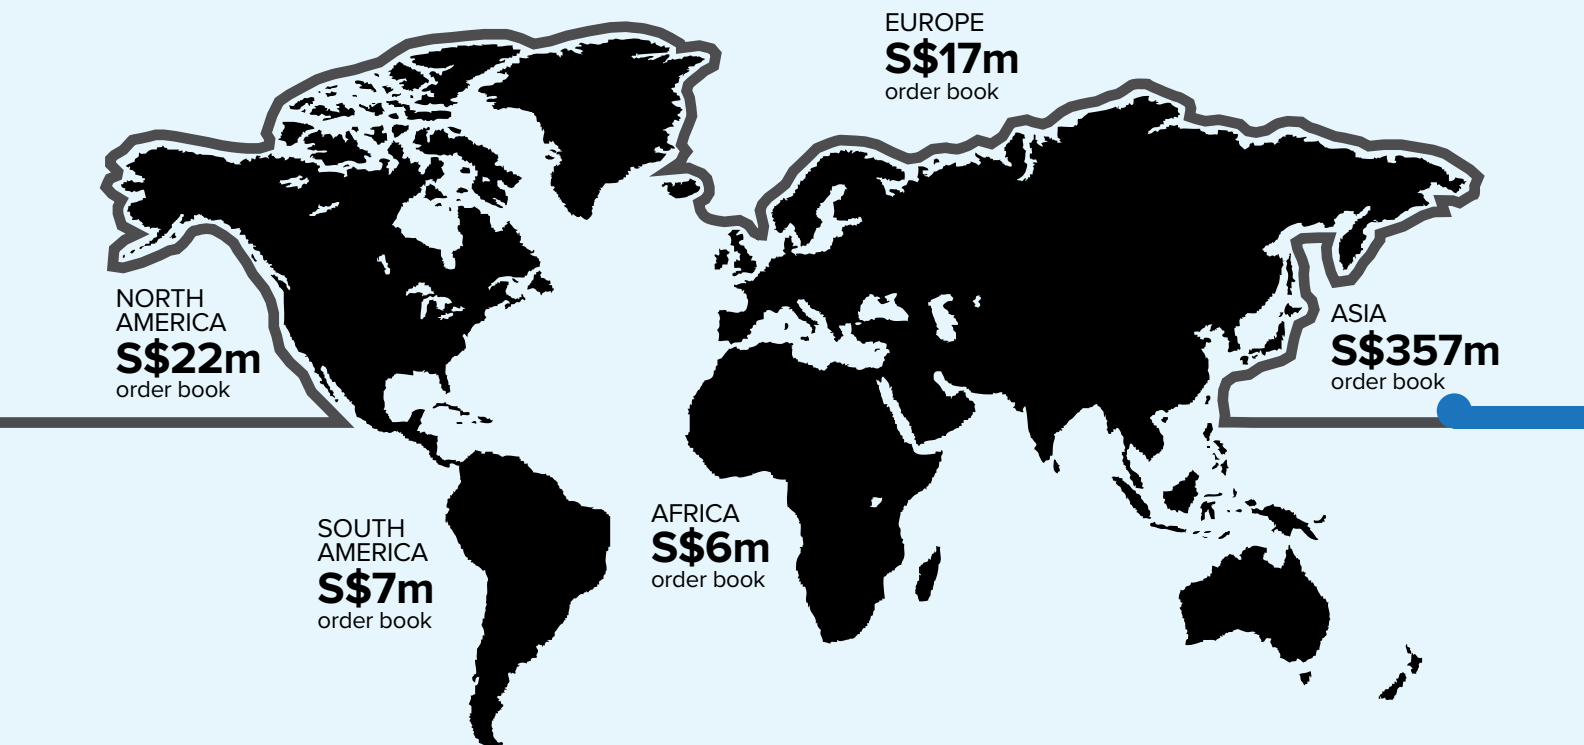 EUROPE
S$17m
order book
NORTH
AMERICA
S$22m
order book
ASIA
S$357m
order book
SOUTH
AMERICA
S$7m
order book
AFRICA
S$6m
order book